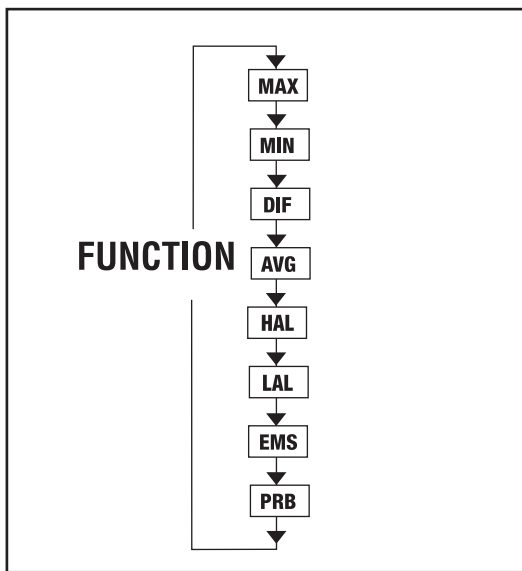 MAX
MIN
DIF
FUNCTION
AVG
HAL
LAL
EMS
PRB